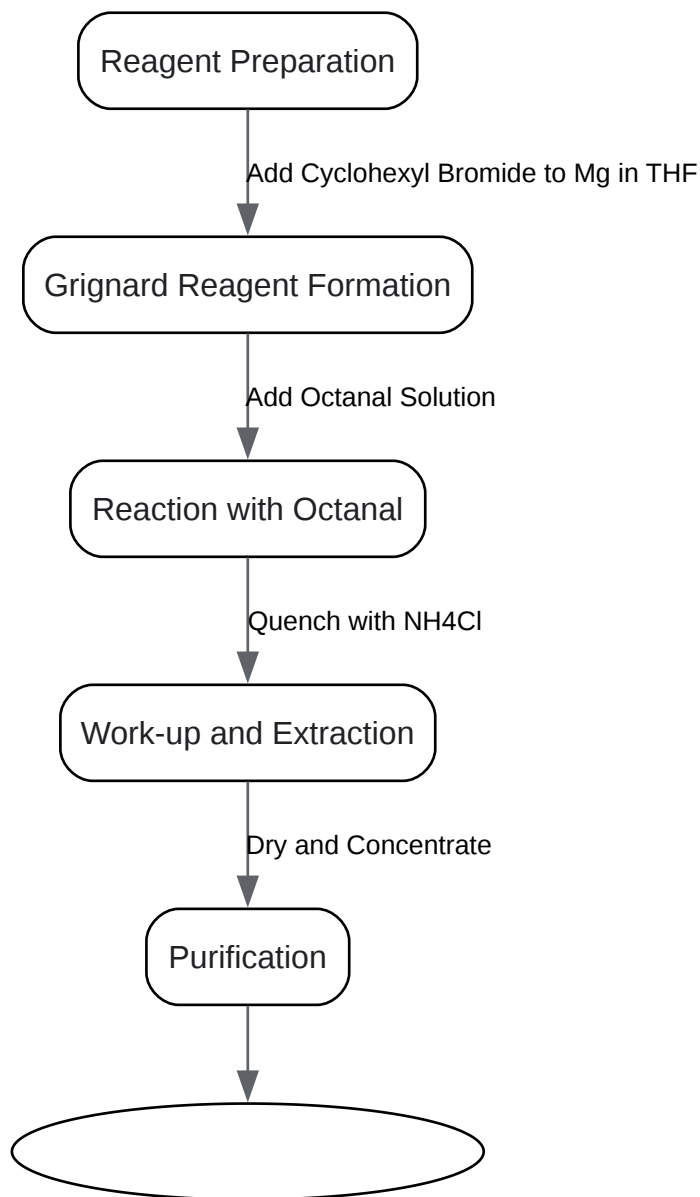 Reagent Preparation
Add Cyclohexyl Bromide to Mg in THF
Grignard Reagent Formation
Add Octanal Solution
Reaction with Octanal
Quench with NH4Cl
Work-up and Extraction
Dry and Concentrate
Purification